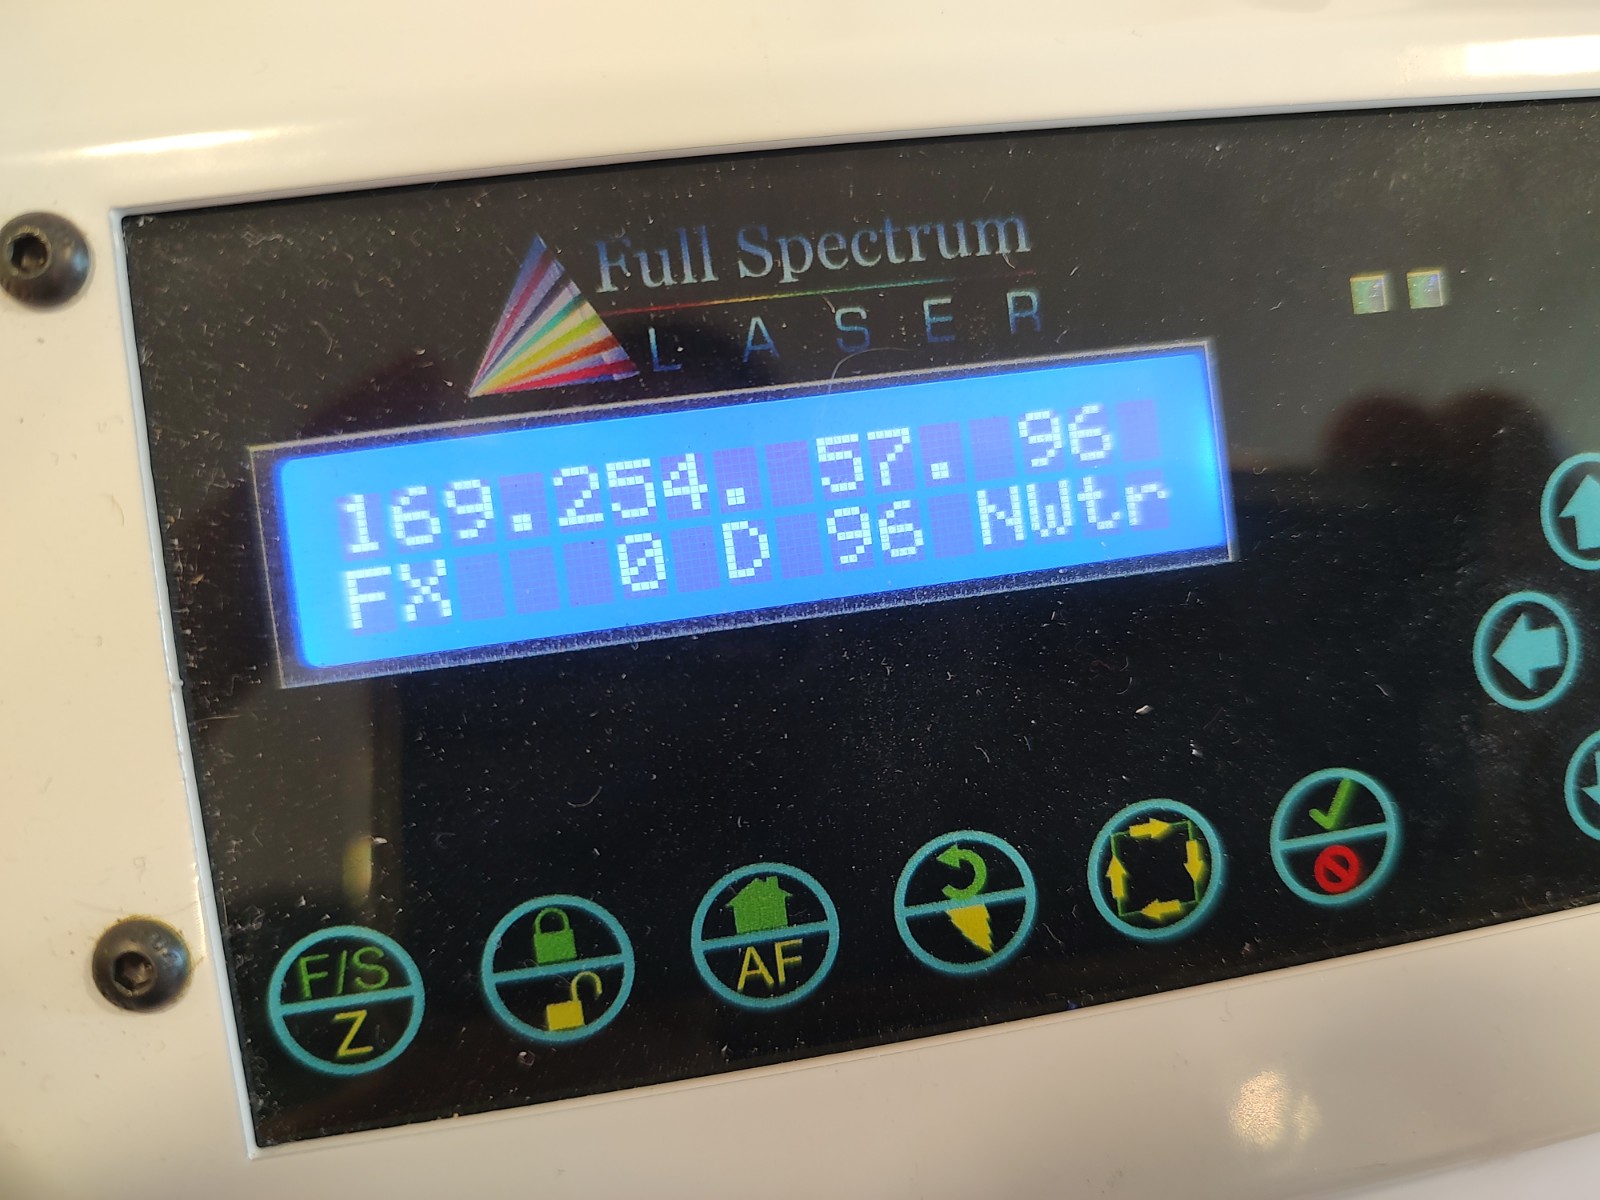 Full Spectrum
LASER
169.254. 57. 96
FX 0 D 96 NWtr
F/S
Z
AF